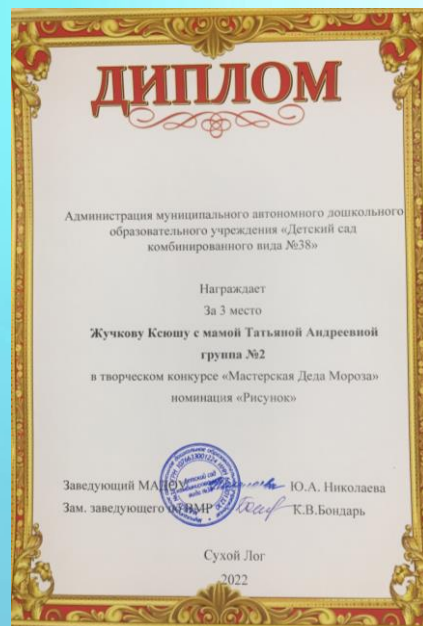 ДИПЛОМ
Администрация муниципального автономного дошкольного
образовательного учреждения «Детский сад
комбинированного вида №38»
Награждает
За 3 место
Жучкову Ксюшу с мамой Татьяной Андреевной
группа №2
в творческом конкурсе «Мастерская Деда Мороза»
номинация «Рисунок»
Заведующий МАДОУ Ю.А. Николаева
Зам. заведующего по ВМР К.В.Бондарь
Сухой Лог
2022